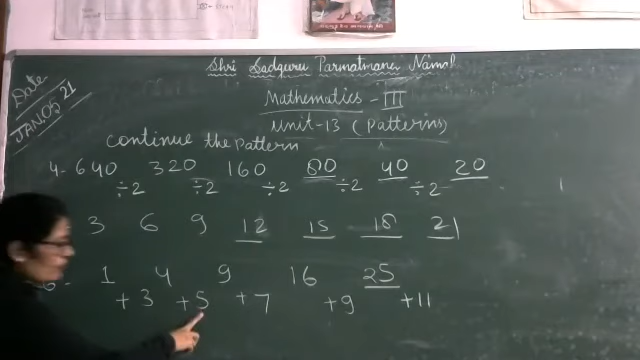 Shri Sadguru Parmatmane Namah
Date
JAN 05 21
Mathematics - III
Unit-13 (Patterns)
continue the pattern
4- 640 320 160 80 40 20
÷2 ÷2 ÷2 ÷2 ÷2
3 6 9 12 15 18 21
6- 1 4 9 16 25
+3 +5 +7 +9 +11